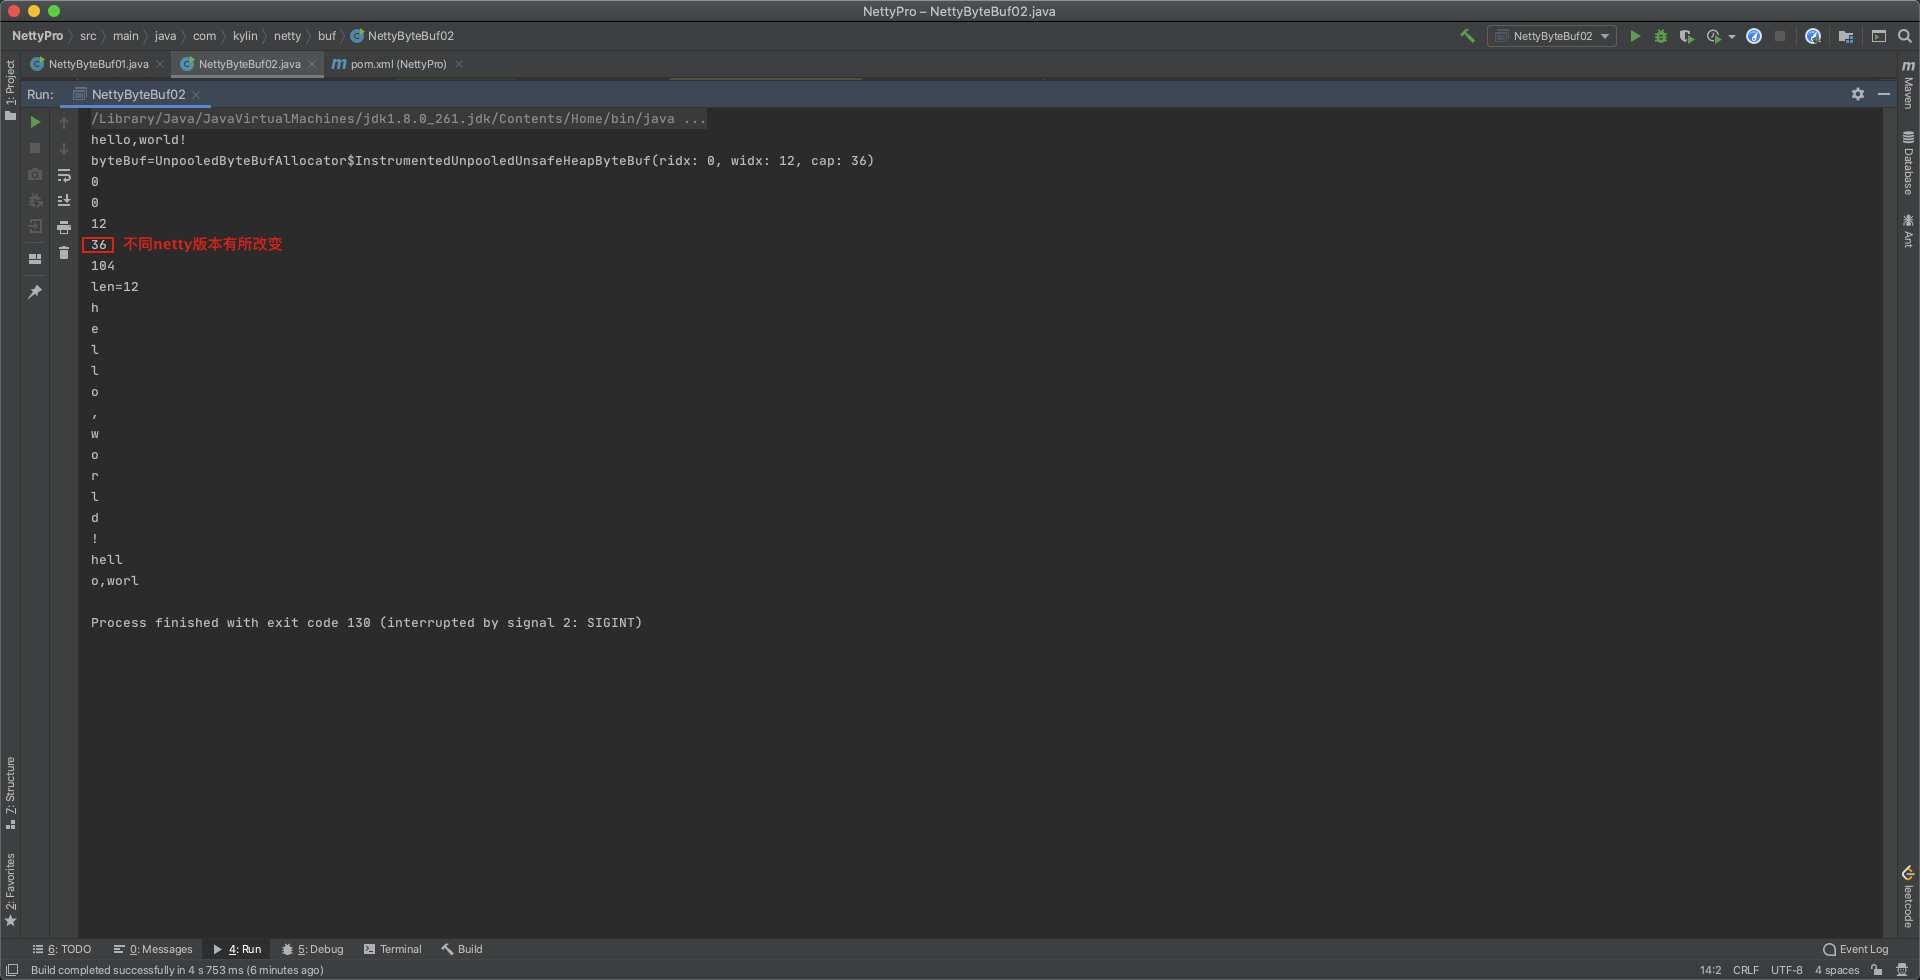 NettyPro – NettyByteBuf02.java
NettyPro src main java com kylin netty buf NettyByteBuf02
NettyByteBuf02
NettyByteBuf01.java NettyByteBuf02.java pom.xml (NettyPro)
Run: NettyByteBuf02
/Library/Java/JavaVirtualMachines/jdk1.8.0_261.jdk/Contents/Home/bin/java ...
hello,world!
byteBuf=UnpooledByteBufAllocator$InstrumentedUnpooledUnsafeHeapByteBuf(ridx: 0, widx: 12, cap: 36)
0
0
12
36 不同netty版本有所改变
104
len=12
h
e
l
l
o
,
w
o
r
l
d
!
hell
o,worl
Process finished with exit code 130 (interrupted by signal 2: SIGINT)
1: Project
7: Structure
2: Favorites
m Maven
Database
Ant
leetcode
6: TODO 0: Messages 4: Run 5: Debug Terminal Build Event Log
Build completed successfully in 4 s 753 ms (6 minutes ago) 14:2 CRLF UTF-8 4 spaces